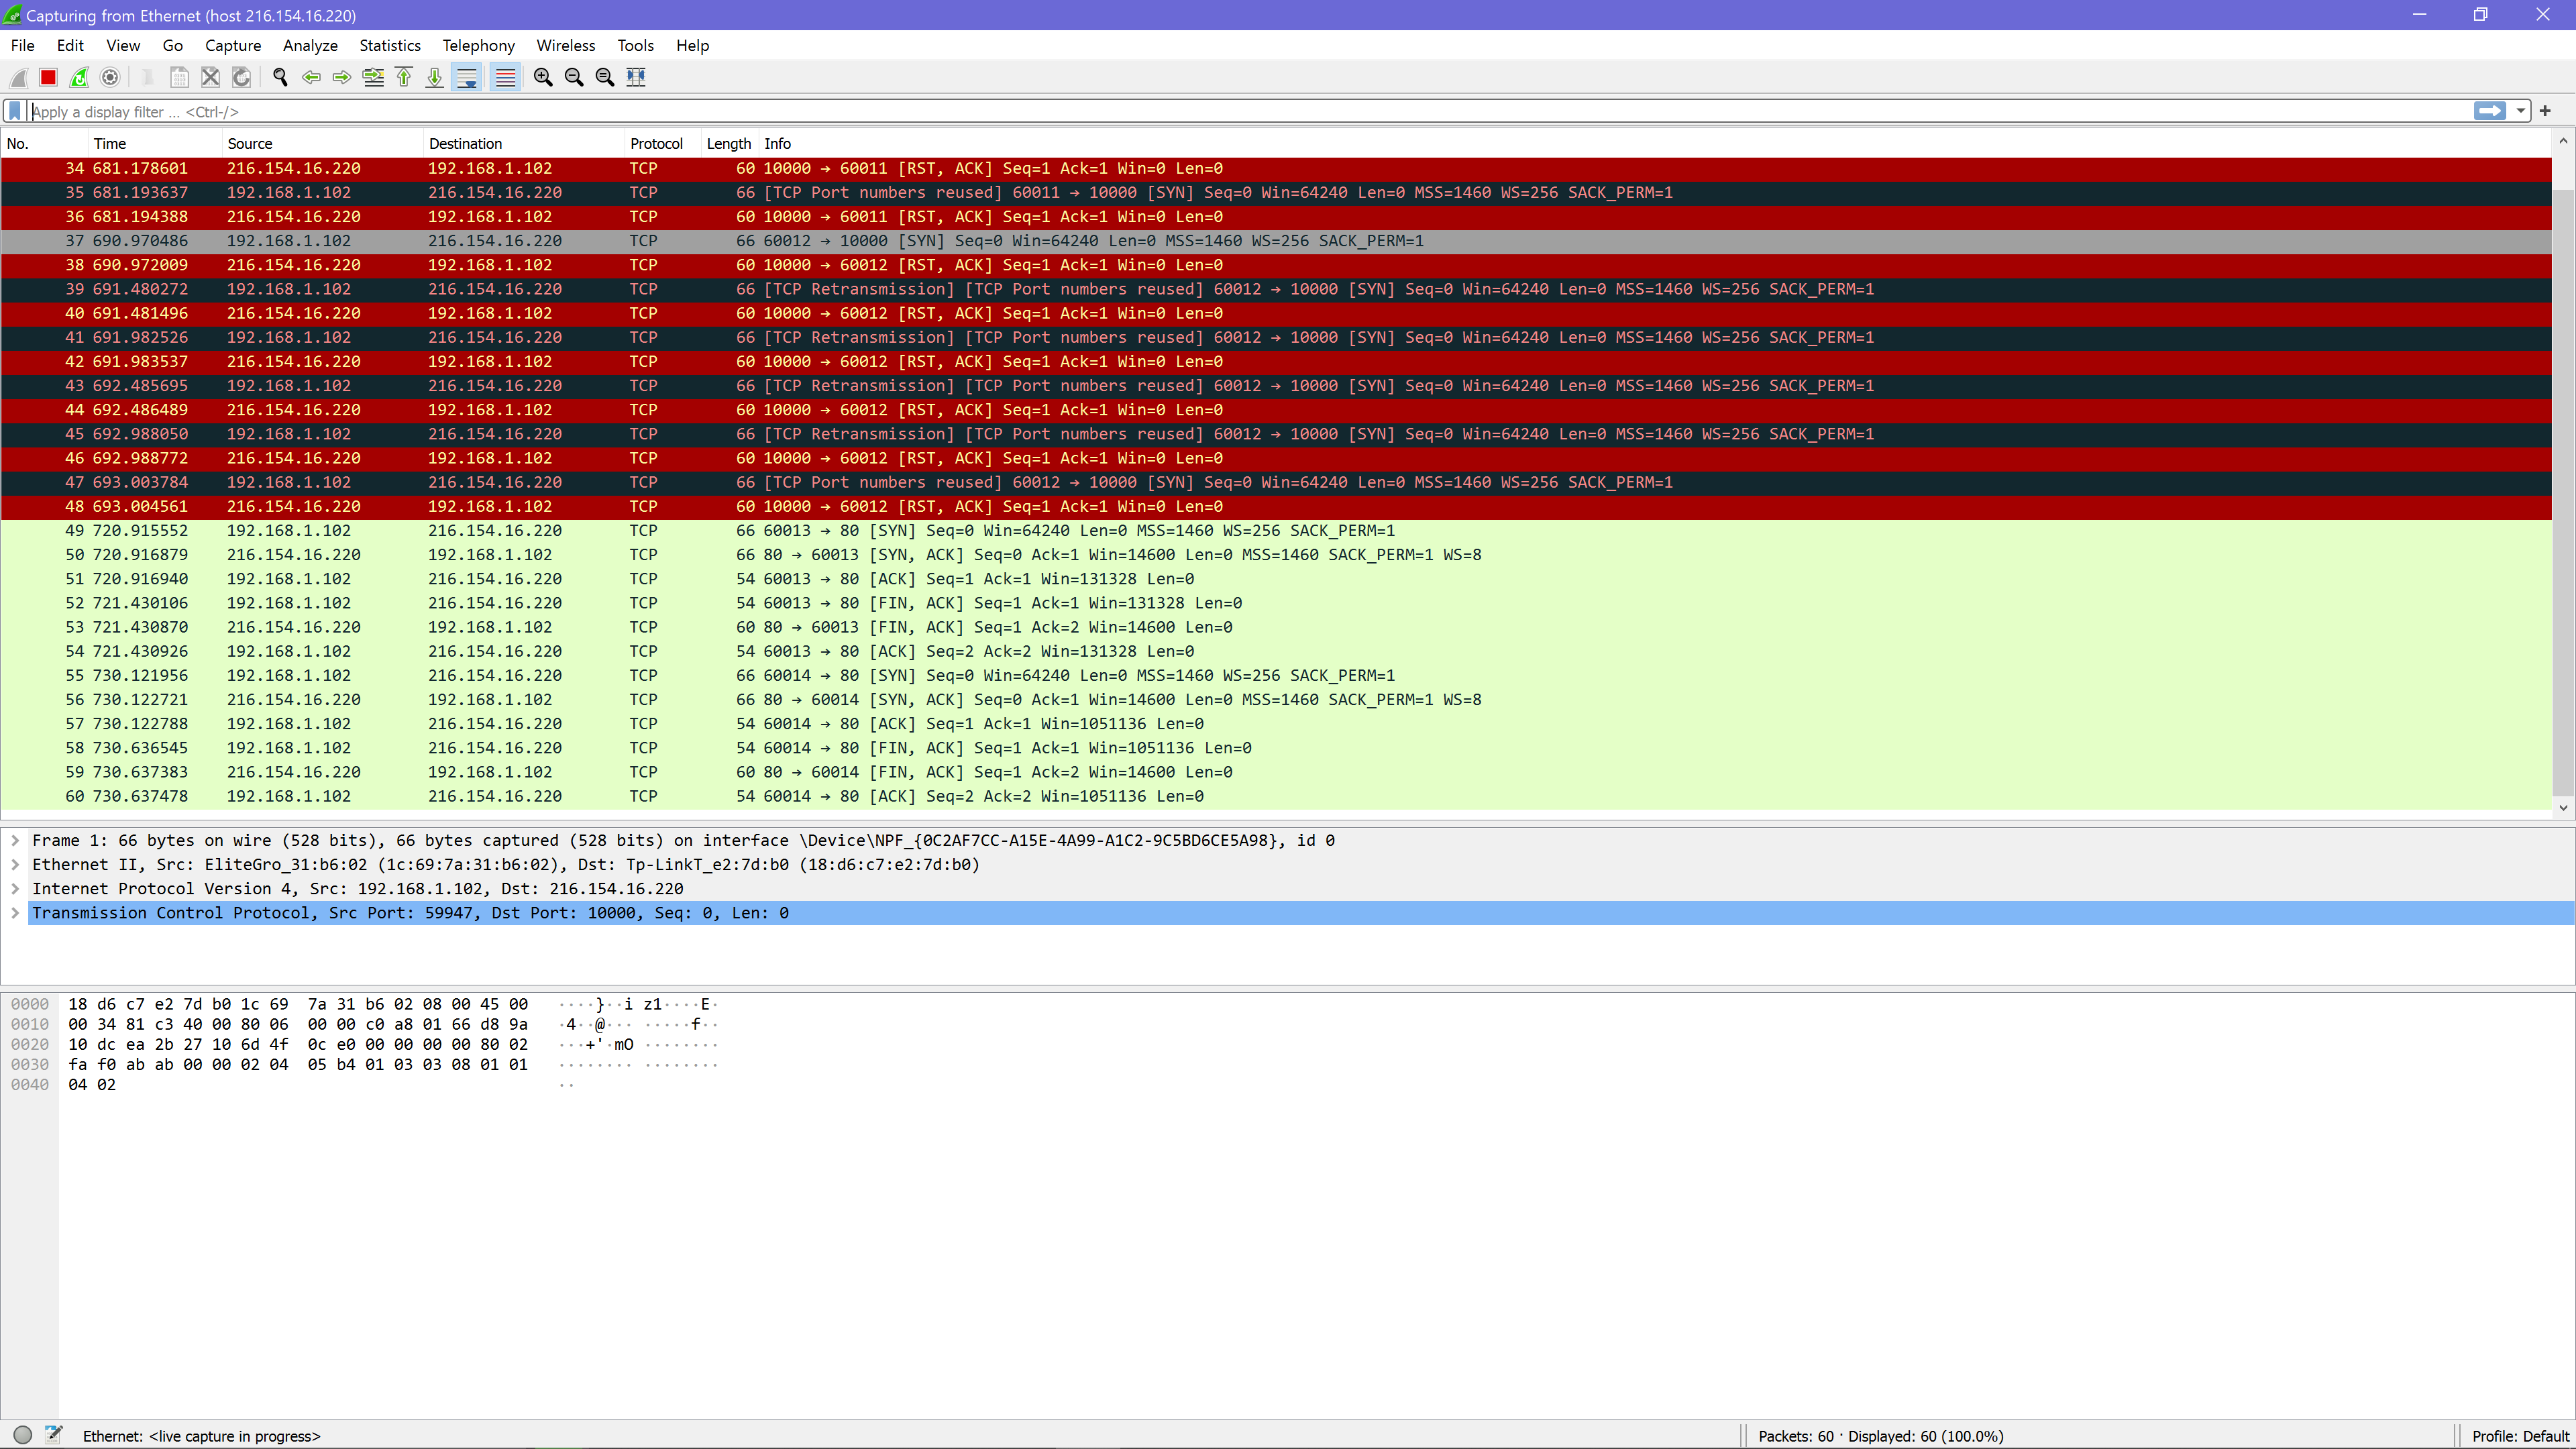 Capturing from Ethernet (host 216.154.16.220)
File Edit View Go Capture Analyze Statistics Telephony Wireless Tools Help
Apply a display filter ... <Ctrl-/>
No. Time Source Destination Protocol Length Info
34 681.178601 216.154.16.220 192.168.1.102 TCP 60 10000 → 60011 [RST, ACK] Seq=1 Ack=1 Win=0 Len=0
35 681.193637 192.168.1.102 216.154.16.220 TCP 66 [TCP Port numbers reused] 60011 → 10000 [SYN] Seq=0 Win=64240 Len=0 MSS=1460 WS=256 SACK_PERM=1
36 681.194388 216.154.16.220 192.168.1.102 TCP 60 10000 → 60011 [RST, ACK] Seq=1 Ack=1 Win=0 Len=0
37 690.970486 192.168.1.102 216.154.16.220 TCP 66 60012 → 10000 [SYN] Seq=0 Win=64240 Len=0 MSS=1460 WS=256 SACK_PERM=1
38 690.972009 216.154.16.220 192.168.1.102 TCP 60 10000 → 60012 [RST, ACK] Seq=1 Ack=1 Win=0 Len=0
39 691.480272 192.168.1.102 216.154.16.220 TCP 66 [TCP Retransmission] [TCP Port numbers reused] 60012 → 10000 [SYN] Seq=0 Win=64240 Len=0 MSS=1460 WS=256 SACK_PERM=1
40 691.481496 216.154.16.220 192.168.1.102 TCP 60 10000 → 60012 [RST, ACK] Seq=1 Ack=1 Win=0 Len=0
41 691.982526 192.168.1.102 216.154.16.220 TCP 66 [TCP Retransmission] [TCP Port numbers reused] 60012 → 10000 [SYN] Seq=0 Win=64240 Len=0 MSS=1460 WS=256 SACK_PERM=1
42 691.983537 216.154.16.220 192.168.1.102 TCP 60 10000 → 60012 [RST, ACK] Seq=1 Ack=1 Win=0 Len=0
43 692.485695 192.168.1.102 216.154.16.220 TCP 66 [TCP Retransmission] [TCP Port numbers reused] 60012 → 10000 [SYN] Seq=0 Win=64240 Len=0 MSS=1460 WS=256 SACK_PERM=1
44 692.486489 216.154.16.220 192.168.1.102 TCP 60 10000 → 60012 [RST, ACK] Seq=1 Ack=1 Win=0 Len=0
45 692.988050 192.168.1.102 216.154.16.220 TCP 66 [TCP Retransmission] [TCP Port numbers reused] 60012 → 10000 [SYN] Seq=0 Win=64240 Len=0 MSS=1460 WS=256 SACK_PERM=1
46 692.988772 216.154.16.220 192.168.1.102 TCP 60 10000 → 60012 [RST, ACK] Seq=1 Ack=1 Win=0 Len=0
47 693.003784 192.168.1.102 216.154.16.220 TCP 66 [TCP Port numbers reused] 60012 → 10000 [SYN] Seq=0 Win=64240 Len=0 MSS=1460 WS=256 SACK_PERM=1
48 693.004561 216.154.16.220 192.168.1.102 TCP 60 10000 → 60012 [RST, ACK] Seq=1 Ack=1 Win=0 Len=0
49 720.915552 192.168.1.102 216.154.16.220 TCP 66 60013 → 80 [SYN] Seq=0 Win=64240 Len=0 MSS=1460 WS=256 SACK_PERM=1
50 720.916879 216.154.16.220 192.168.1.102 TCP 66 80 → 60013 [SYN, ACK] Seq=0 Ack=1 Win=14600 Len=0 MSS=1460 SACK_PERM=1 WS=8
51 720.916940 192.168.1.102 216.154.16.220 TCP 54 60013 → 80 [ACK] Seq=1 Ack=1 Win=131328 Len=0
52 721.430106 192.168.1.102 216.154.16.220 TCP 54 60013 → 80 [FIN, ACK] Seq=1 Ack=1 Win=131328 Len=0
53 721.430870 216.154.16.220 192.168.1.102 TCP 60 80 → 60013 [FIN, ACK] Seq=1 Ack=2 Win=14600 Len=0
54 721.430926 192.168.1.102 216.154.16.220 TCP 54 60013 → 80 [ACK] Seq=2 Ack=2 Win=131328 Len=0
55 730.121956 192.168.1.102 216.154.16.220 TCP 66 60014 → 80 [SYN] Seq=0 Win=64240 Len=0 MSS=1460 WS=256 SACK_PERM=1
56 730.122721 216.154.16.220 192.168.1.102 TCP 66 80 → 60014 [SYN, ACK] Seq=0 Ack=1 Win=14600 Len=0 MSS=1460 SACK_PERM=1 WS=8
57 730.122788 192.168.1.102 216.154.16.220 TCP 54 60014 → 80 [ACK] Seq=1 Ack=1 Win=1051136 Len=0
58 730.636545 192.168.1.102 216.154.16.220 TCP 54 60014 → 80 [FIN, ACK] Seq=1 Ack=1 Win=1051136 Len=0
59 730.637383 216.154.16.220 192.168.1.102 TCP 60 80 → 60014 [FIN, ACK] Seq=1 Ack=2 Win=14600 Len=0
60 730.637478 192.168.1.102 216.154.16.220 TCP 54 60014 → 80 [ACK] Seq=2 Ack=2 Win=1051136 Len=0
Frame 1: 66 bytes on wire (528 bits), 66 bytes captured (528 bits) on interface \Device\NPF_{0C2AF7CC-A15E-4A99-A1C2-9C5BD6CE5A98}, id 0
Ethernet II, Src: EliteGro_31:b6:02 (1c:69:7a:31:b6:02), Dst: Tp-LinkT_e2:7d:b0 (18:d6:c7:e2:7d:b0)
Internet Protocol Version 4, Src: 192.168.1.102, Dst: 216.154.16.220
Transmission Control Protocol, Src Port: 59947, Dst Port: 10000, Seq: 0, Len: 0
0000 18 d6 c7 e2 7d b0 1c 69 7a 31 b6 02 08 00 45 00 ····}··i z1····E·
0010 00 34 81 c3 40 00 80 06 00 00 c0 a8 01 66 d8 9a ·4··@··· ·····f··
0020 10 dc ea 2b 27 10 6d 4f 0c e0 00 00 00 00 80 02 ···+'·mO ········
0030 fa f0 ab ab 00 00 02 04 05 b4 01 03 03 08 01 01 ········ ········
0040 04 02 ··
Ethernet: <live capture in progress>
Packets: 60 · Displayed: 60 (100.0%)
Profile: Default